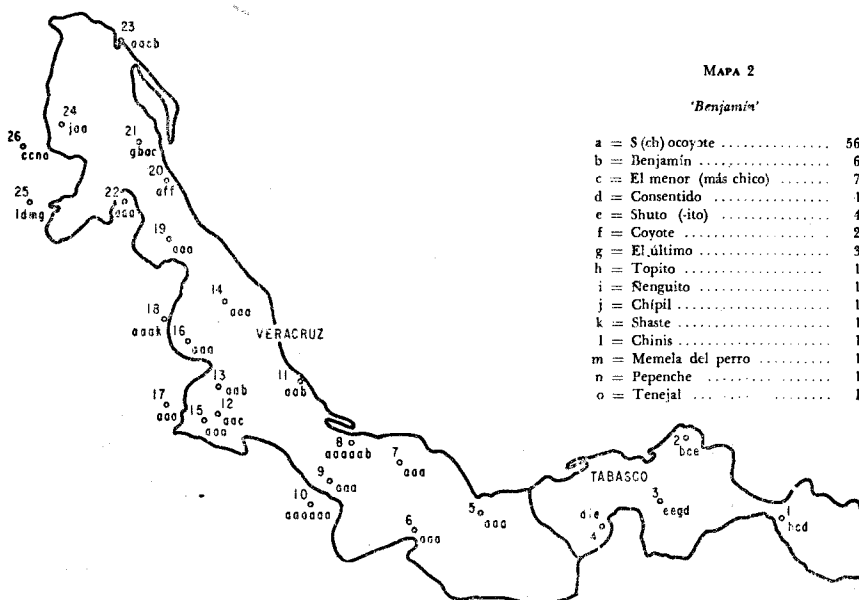 MAPA 2
'Benjamín'
a = S(ch)ocoyote .............. 56
b = Benjamín .................. 6
c = El menor (más chico) ........ 7
d = Consentido
e = Shuto (-ito) ............... 4
f = Coyote .................... 2
g = El último .................. 3
h = Topito .................... 1
i = Ñenguito .................. 1
j = Chípil ..................... 1
k = Shaste .................... 1
l = Chinis ..................... 1
m = Memela del perro .......... 1
n = Pepenche .................. 1
o = Tenejal .................... 1
23
aacb
24
jaa
26
21
gbac
20
aff
25
ldmg
22
aaa
19
aaa
14
aaa
18
aaak
16
aaa
VERACRUZ
13
aab
11
aab
17
aaa
15
aaa
12
aac
8
aaaaab
7
aaa
9
aaa
10
aaaaaa
6
aaa
5
aaa
TABASCO
2
bce
3
eegd
4
1
hcd